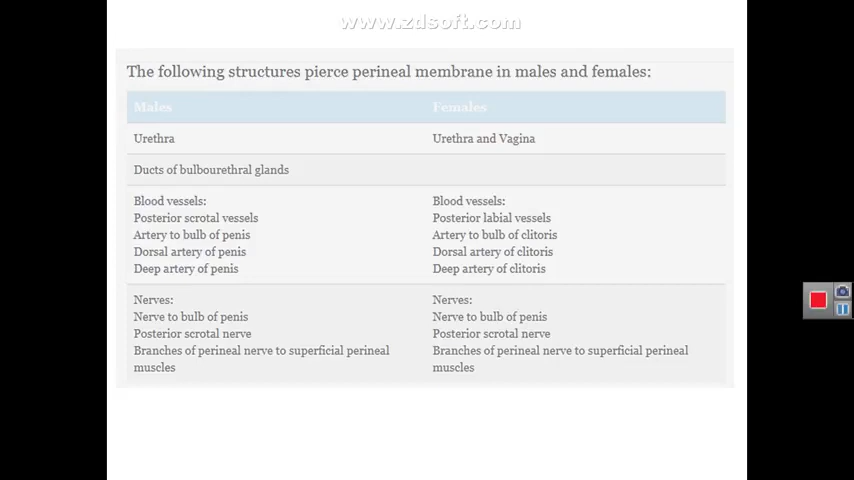 www.zdsoft.com
The following structures pierce perineal membrane in males and females:
Males Females
Urethra Urethra and Vagina
Ducts of bulbourethral glands
Blood vessels: Blood vessels:
Posterior scrotal vessels Posterior labial vessels
Artery to bulb of penis Artery to bulb of clitoris
Dorsal artery of penis Dorsal artery of clitoris
Deep artery of penis Deep artery of clitoris
Nerves: Nerves:
Nerve to bulb of penis Nerve to bulb of penis
Posterior scrotal nerve Posterior scrotal nerve
Branches of perineal nerve to superficial perineal Branches of perineal nerve to superficial perineal
muscles muscles